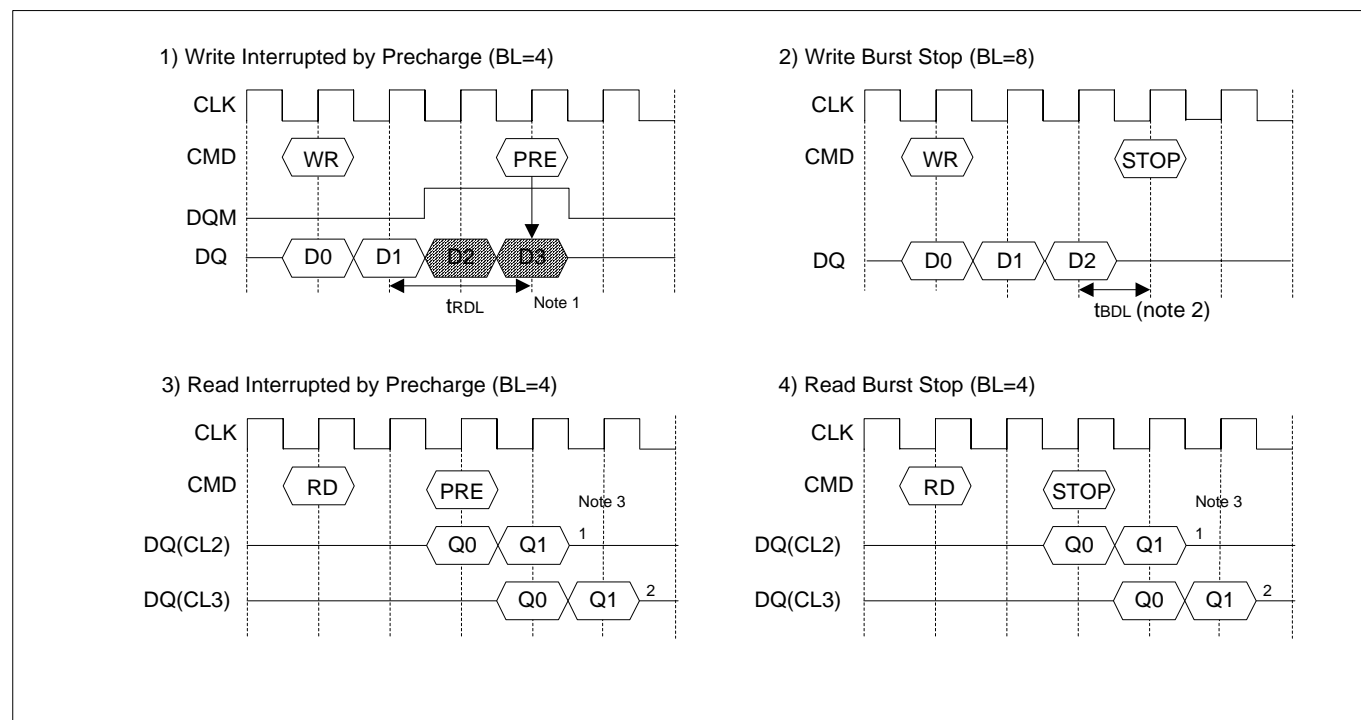 1) Write Interrupted by Precharge (BL=4)
CLK
CMD
WR
PRE
DQM
DQ
D0
D1
D2
D3
tRDL
Note 1
2) Write Burst Stop (BL=8)
CLK
CMD
WR
STOP
DQ
D0
D1
D2
tBDL (note 2)
3) Read Interrupted by Precharge (BL=4)
CLK
CMD
RD
PRE
Note 3
DQ(CL2)
Q0
Q1
1
DQ(CL3)
Q0
Q1
2
4) Read Burst Stop (BL=4)
CLK
CMD
RD
STOP
Note 3
DQ(CL2)
Q0
Q1
1
DQ(CL3)
Q0
Q1
2